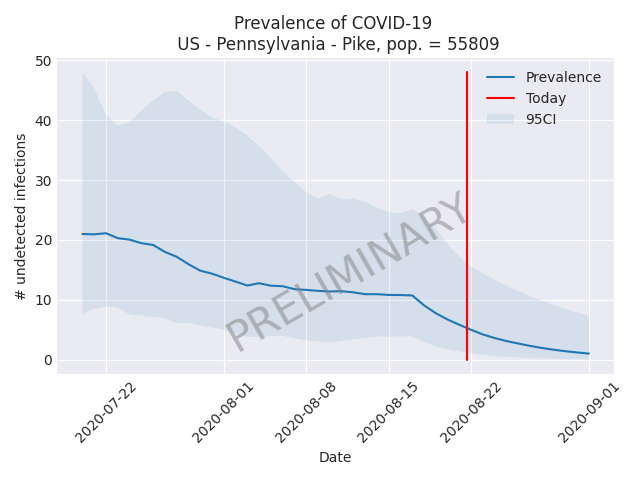 Prevalence of COVID-19
US - Pennsylvania - Pike, pop. = 55809
# undetected infections
50
40
30
20
10
0
Prevalence
Today
95CI
PRELIMINARY
2020-07-22
2020-08-01
2020-08-08
2020-08-15
2020-08-22
2020-09-01
Date